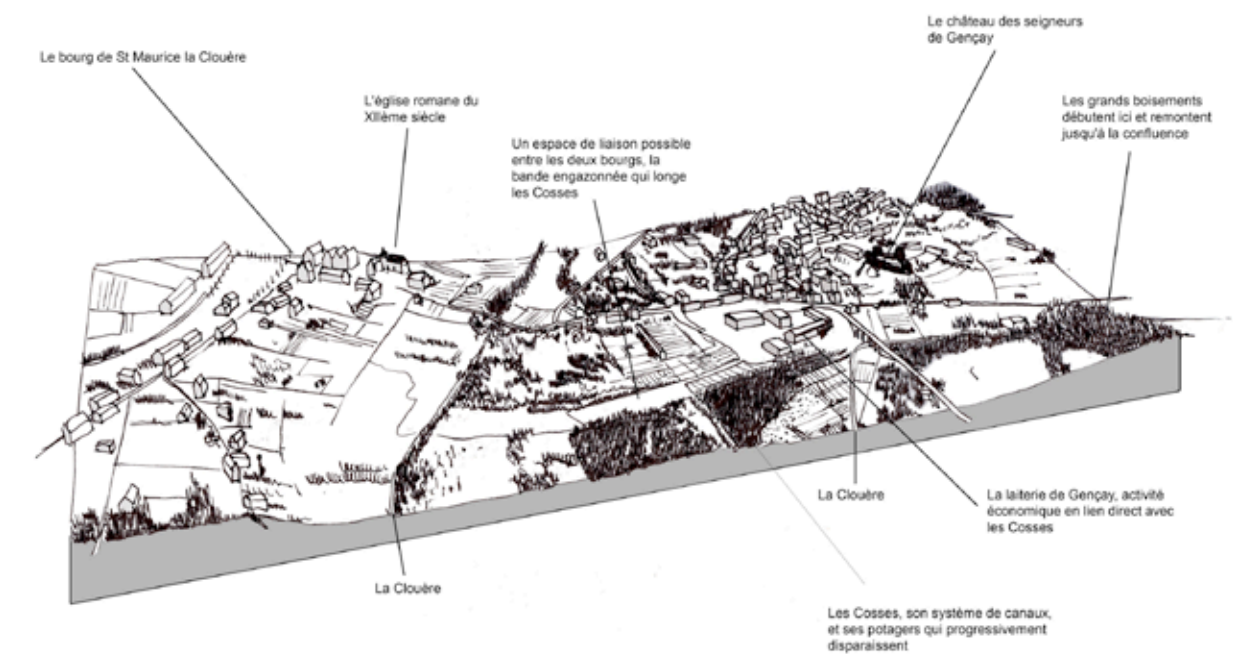 Le château des seigneurs
de Gençay
Le bourg de St Maurice la Clouère
L'église romane du
XIIème siècle
Les grands boisements
débutent ici et remontent
jusqu'à la confluence
Un espace de liaison possible
entre les deux bourgs, la
bande engazonnée qui longe
les Cosses
La Clouère
La laiterie de Gençay, activité
économique en lien direct avec
les Cosses
La Clouère
Les Cosses, son système de canaux,
et ses potagers qui progressivement
disparaissent